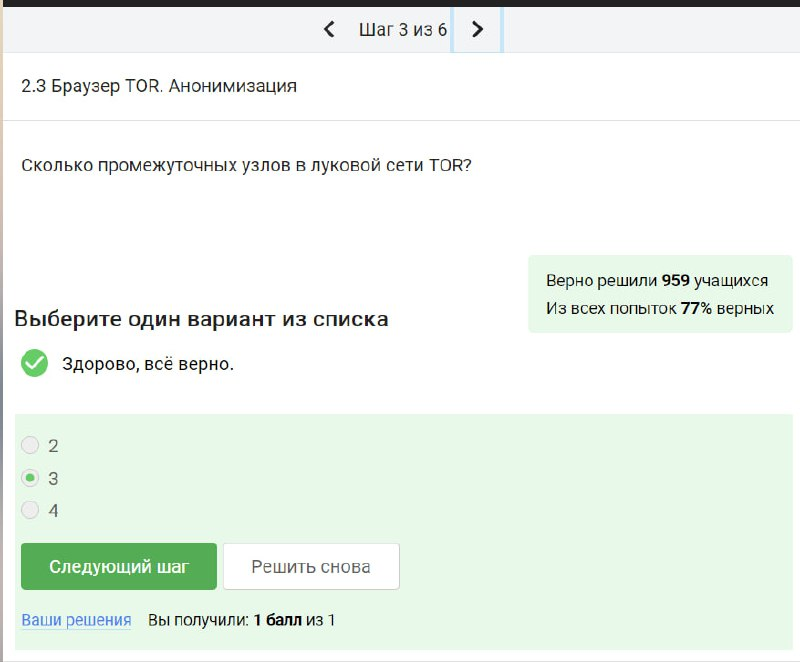 Шаг 3 из 6
2.3 Браузер TOR. Анонимизация
Сколько промежуточных узлов в луковой сети TOR?
Верно решили 959 учащихся
Из всех попыток 77% верных
Выберите один вариант из списка
Здорово, всё верно.
2
3
4
Следующий шаг
Решить снова
Ваши решения Вы получили: 1 балл из 1